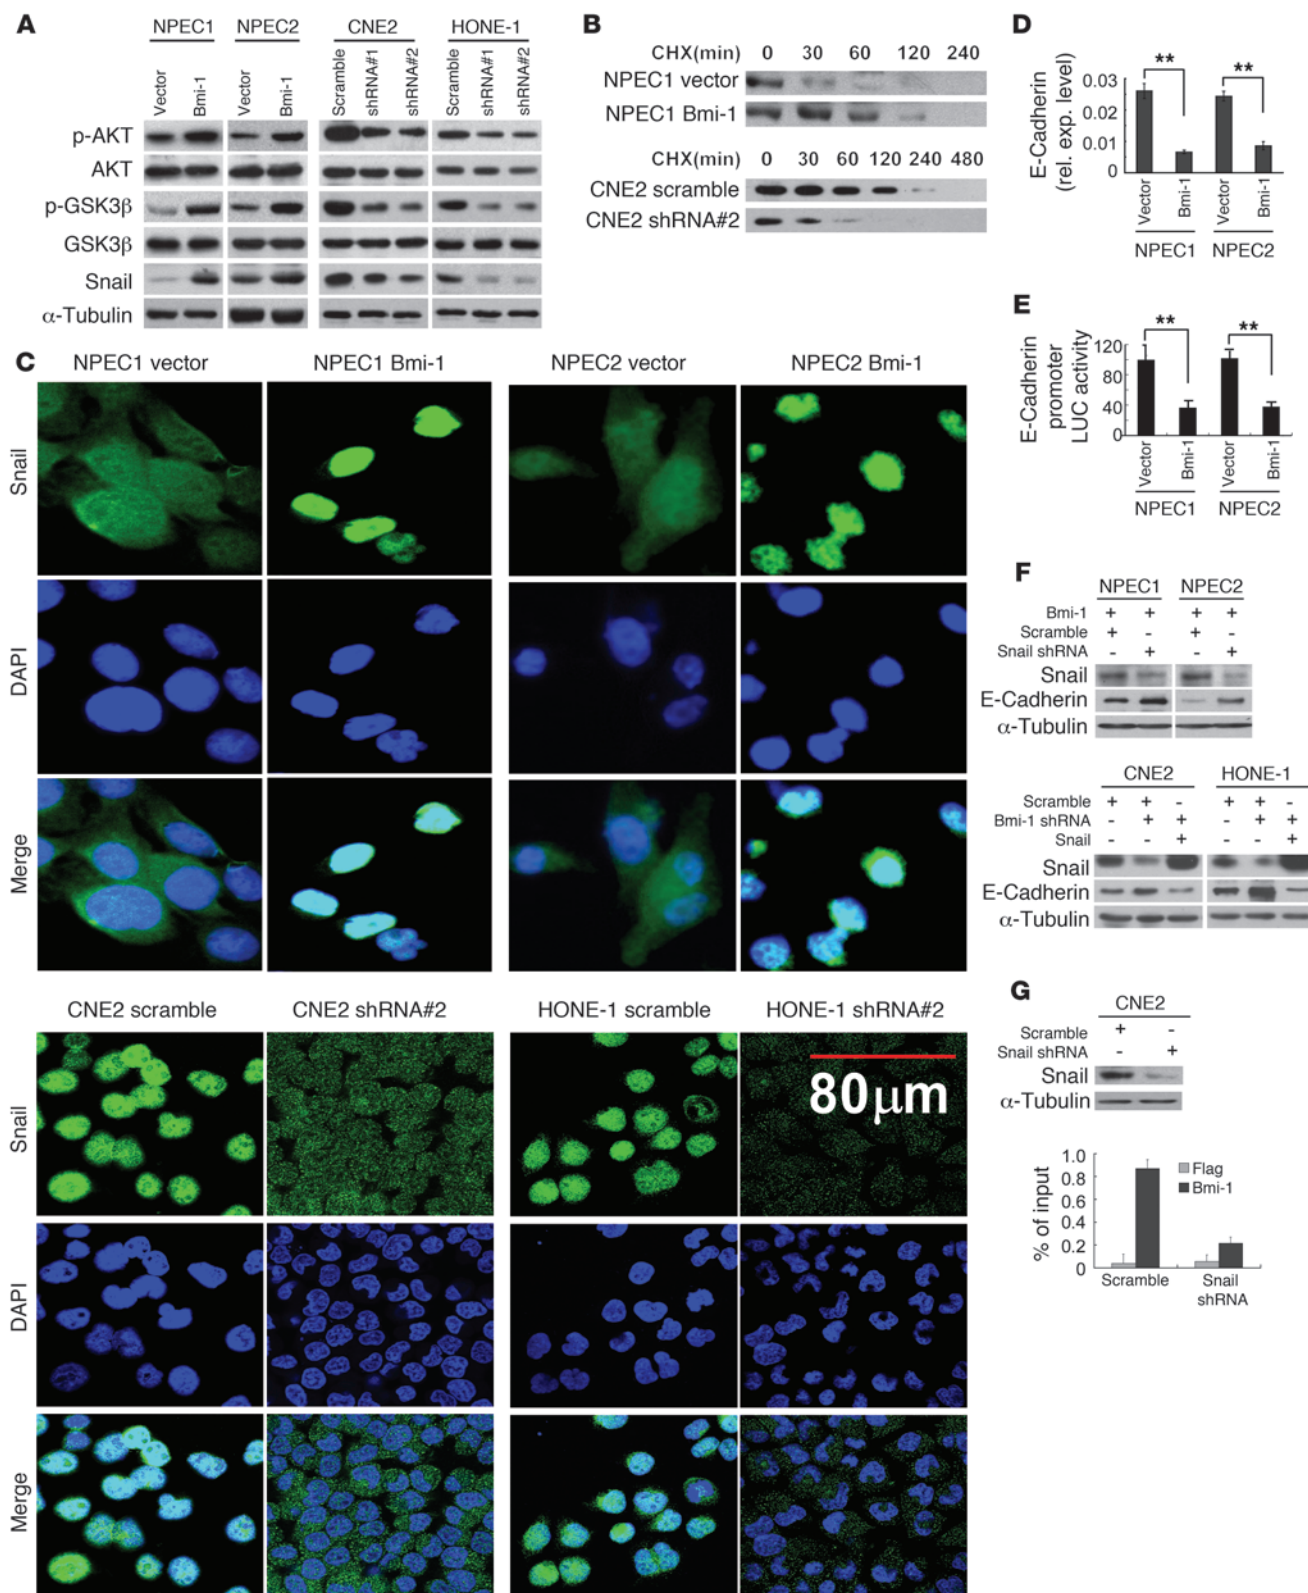 A
NPEC1 NPEC2 CNE2 HONE-1
Vector Bmi-1 Vector Bmi-1 Scramble shRNA#1 shRNA#2 Scramble shRNA#1 shRNA#2
p-AKT
AKT
p-GSK3β
GSK3β
Snail
α-Tubulin
B
CHX(min) 0 30 60 120 240
NPEC1 vector
NPEC1 Bmi-1
CHX(min) 0 30 60 120 240 480
CNE2 scramble
CNE2 shRNA#2
C
NPEC1 vector NPEC1 Bmi-1 NPEC2 vector NPEC2 Bmi-1
Snail
DAPI
Merge
CNE2 scramble CNE2 shRNA#2 HONE-1 scramble HONE-1 shRNA#2
Snail
80μm
DAPI
Merge
D
E-Cadherin
(rel. exp. level)
** **
0.03
0.02
0.01
0
Vector Bmi-1 Vector Bmi-1
NPEC1 NPEC2
E
E-Cadherin
promoter
LUC activity
** **
120
80
40
0
Vector Bmi-1 Vector Bmi-1
NPEC1 NPEC2
F
NPEC1 NPEC2
Bmi-1 + + + +
Scramble + - + -
Snail shRNA - + - +
Snail
E-Cadherin
α-Tubulin
CNE2 HONE-1
Scramble + + - + + -
Bmi-1 shRNA - + + - + +
Snail - - + - - +
Snail
E-Cadherin
α-Tubulin
G
CNE2
Scramble + -
Snail shRNA - +
Snail
α-Tubulin
% of input
1.0
0.8
0.6
0.4
0.2
0
Flag
Bmi-1
Scramble Snail
shRNA